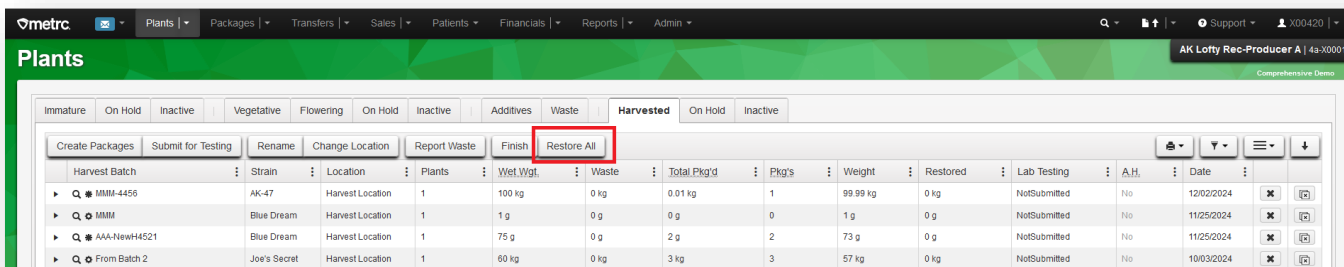 metrc. Plants | Packages | Transfers | Sales | Patients Financials | Reports | Admin Support X00420 |
Plants
AK Lofty Rec-Producer A | 4a-X0001
Comprehensive Demo
Immature On Hold Inactive Vegetative Flowering On Hold Inactive Additives Waste Harvested On Hold Inactive
Create Packages Submit for Testing Rename Change Location Report Waste Finish Restore All
Harvest Batch Strain Location Plants Wet Wgt. Waste Total Pkg'd Pkg's Weight Restored Lab Testing A.H. Date
MMM-4456 AK-47 Harvest Location 1 100 kg 0 kg 0.01 kg 1 99.99 kg 0 kg NotSubmitted No 12/02/2024
MMM Blue Dream Harvest Location 1 1 g 0 g 0 g 0 1 g 0 g NotSubmitted No 11/25/2024
AAA-NewH4521 Blue Dream Harvest Location 1 75 g 0 g 2 g 2 73 g 0 g NotSubmitted No 11/25/2024
From Batch 2 Joe's Secret Harvest Location 1 60 kg 0 kg 3 kg 3 57 kg 0 kg NotSubmitted No 10/03/2024